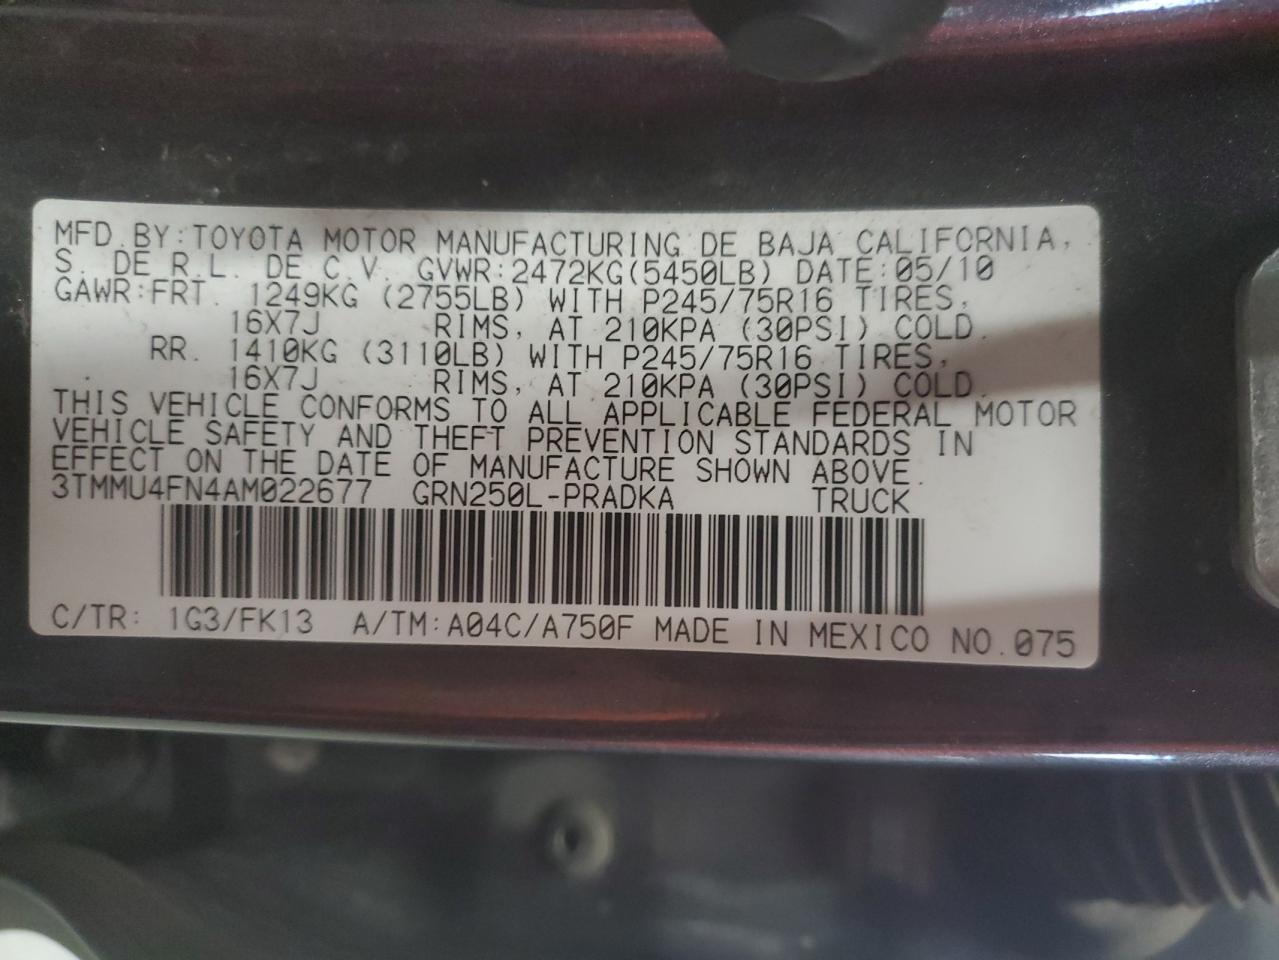 MFD. BY: TOYOTA MOTOR MANUFACTURING DE BAJA CALIFORNIA,
S. DE R.L. DE C.V. GVWR:2472KG(5450LB) DATE:05/10
GAWR:FRT. 1249KG (2755LB) WITH P245/75R16 TIRES,
16X7J RIMS, AT 210KPA (30PSI) COLD.
RR. 1410KG (3110LB) WITH P245/75R16 TIRES,
16X7J RIMS, AT 210KPA (30PSI) COLD.
THIS VEHICLE CONFORMS TO ALL APPLICABLE FEDERAL MOTOR
VEHICLE SAFETY AND THEFT PREVENTION STANDARDS IN
EFFECT ON THE DATE OF MANUFACTURE SHOWN ABOVE.
3TMMU4FN4AM022677 GRN250L-PRADKA TRUCK
C/TR: 1G3/FK13 A/TM:A04C/A750F MADE IN MEXICO NO.075